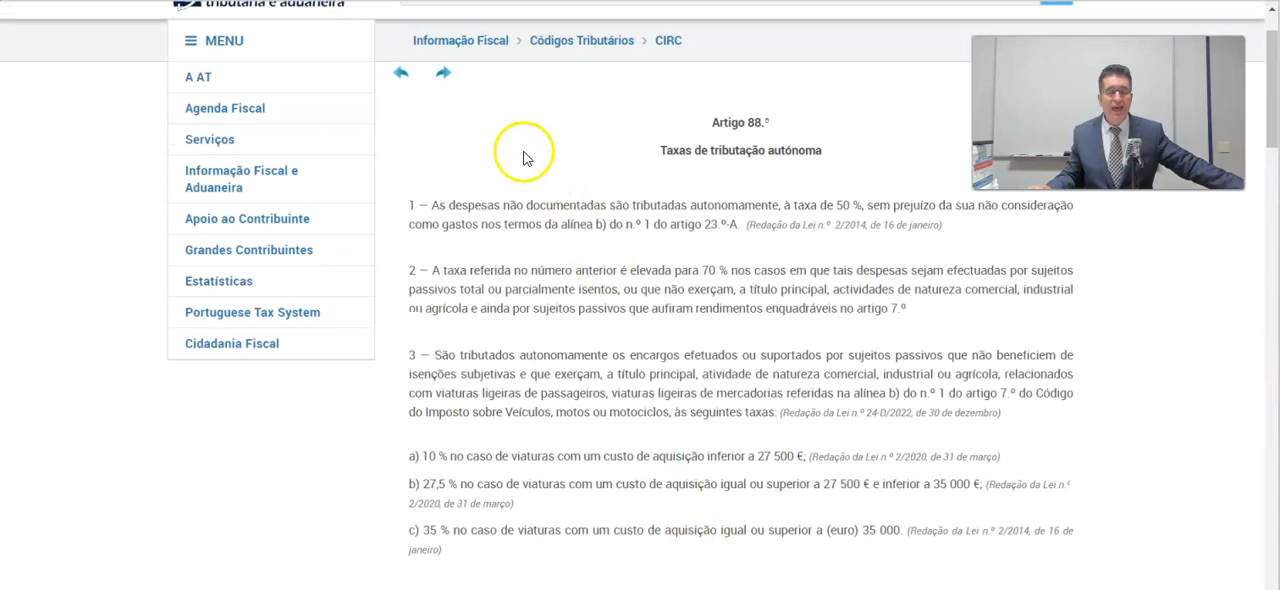 tributária e aduaneira
MENU
Informação Fiscal > Códigos Tributários > CIRC
A AT
Agenda Fiscal
Serviços
Informação Fiscal e
Aduaneira
Apoio ao Contribuinte
Grandes Contribuintes
Estatísticas
Portuguese Tax System
Cidadania Fiscal
Artigo 88.º
Taxas de tributação autónoma
1 — As despesas não documentadas são tributadas autonomamente, à taxa de 50 %, sem prejuízo da sua não consideração
como gastos nos termos da alínea b) do n.º 1 do artigo 23.º-A. (Redação da Lei n.º 2/2014, de 16 de janeiro)
2 — A taxa referida no número anterior é elevada para 70 % nos casos em que tais despesas sejam efectuadas por sujeitos
passivos total ou parcialmente isentos, ou que não exerçam, a título principal, actividades de natureza comercial, industrial
ou agrícola e ainda por sujeitos passivos que aufiram rendimentos enquadráveis no artigo 7.º
3 — São tributados autonomamente os encargos efetuados ou suportados por sujeitos passivos que não beneficiem de
isenções subjetivas e que exerçam, a título principal, atividade de natureza comercial, industrial ou agrícola, relacionados
com viaturas ligeiras de passageiros, viaturas ligeiras de mercadorias referidas na alínea b) do n.º 1 do artigo 7.º do Código
do Imposto sobre Veículos, motos ou motociclos, às seguintes taxas: (Redação da Lei n.º 24-D/2022, de 30 de dezembro)
a) 10 % no caso de viaturas com um custo de aquisição inferior a 27 500 €; (Redação da Lei n.º 2/2020, de 31 de março)
b) 27,5 % no caso de viaturas com um custo de aquisição igual ou superior a 27 500 € e inferior a 35 000 €; (Redação da Lei n.º
2/2020, de 31 de março)
c) 35 % no caso de viaturas com um custo de aquisição igual ou superior a (euro) 35 000. (Redação da Lei n.º 2/2014, de 16 de
janeiro)